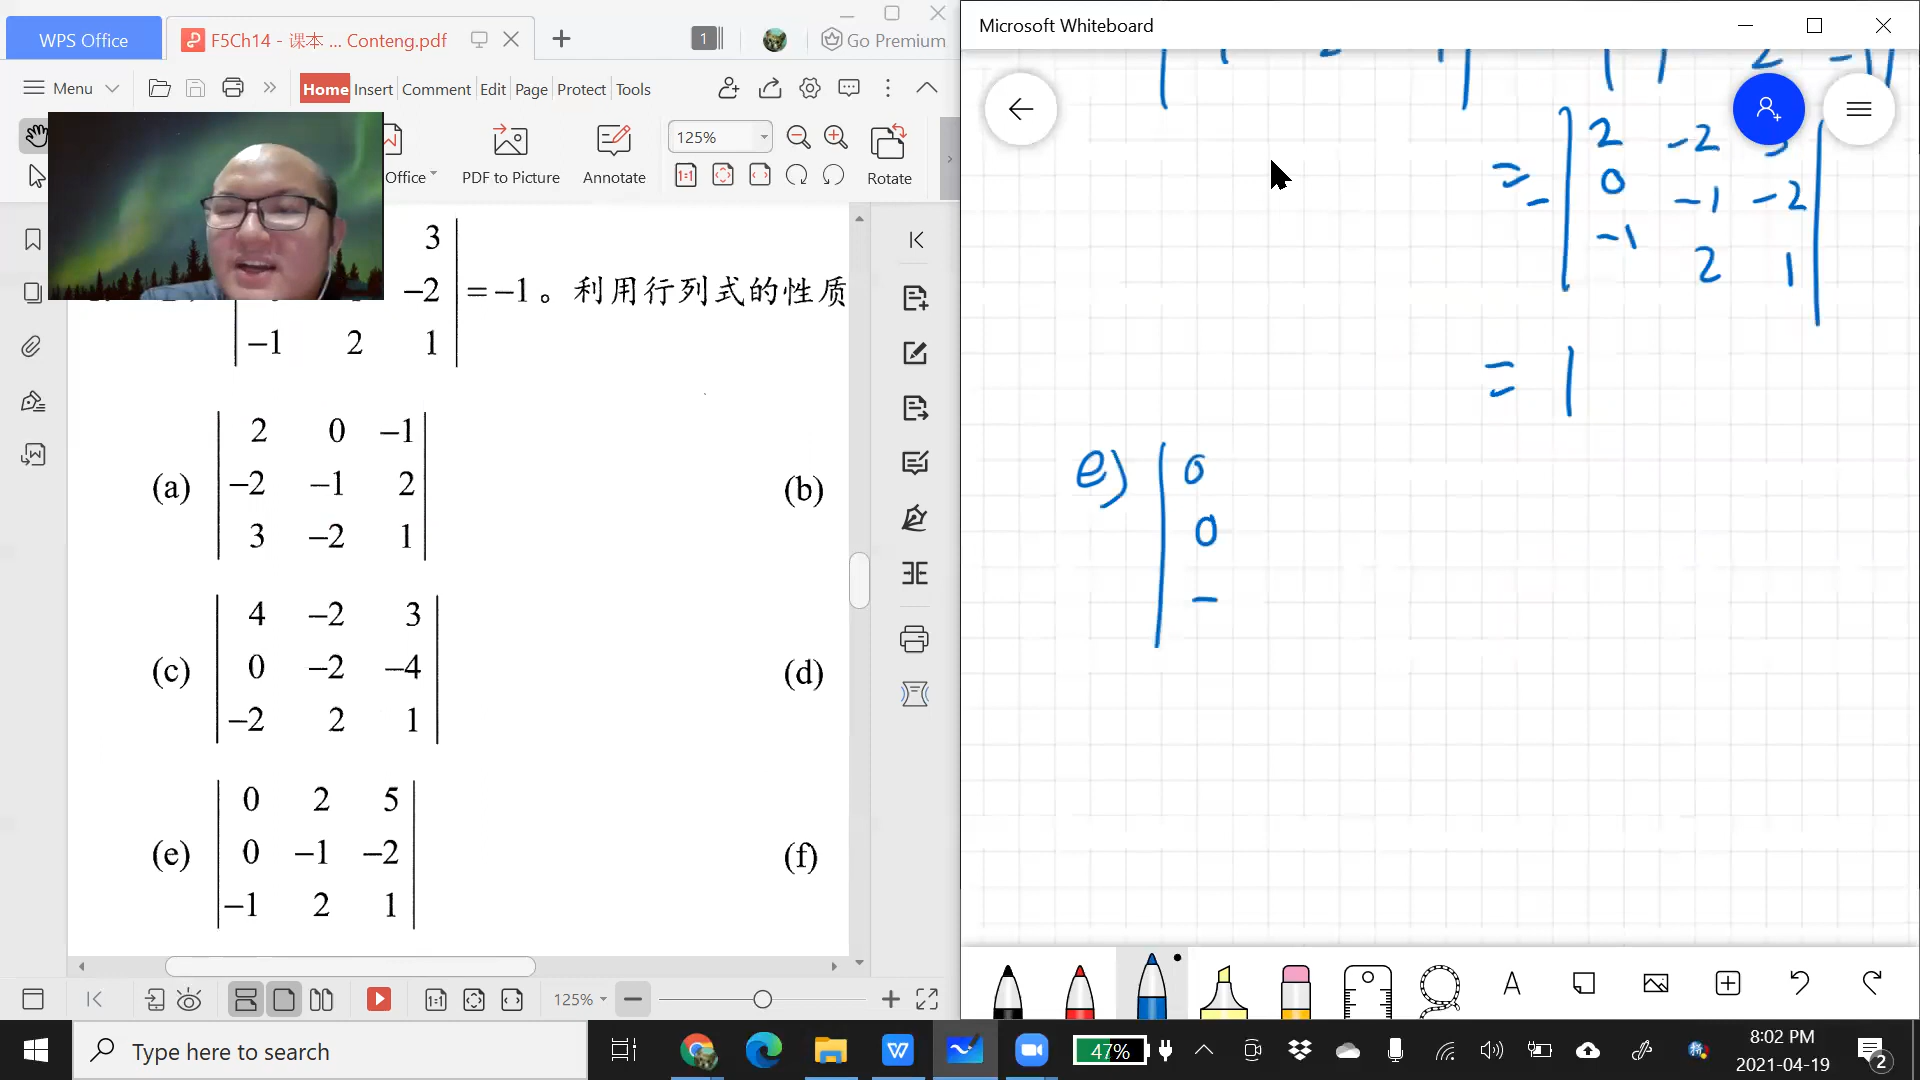 WPS Office
F5Ch14 - 课本 ... Conteng.pdf
1
Go Premium
Menu
Home Insert Comment Edit Page Protect Tools
Office
PDF to Picture
Annotate
125%
Rotate
3
-2 = -1 。利用行列式的性质
-1 2 1
(a)
2 0 -1
-2 -1 2
3 -2 1
(b)
(c)
4 -2 3
0 -2 -4
-2 2 1
(d)
(e)
0 2 5
0 -1 -2
-1 2 1
(f)
125%
Microsoft Whiteboard
= -
2 -2
0 -1 -2
-1 2 1
= 1
e)
0
0
-
A
Type here to search
47%
8:02 PM
2021-04-19
2